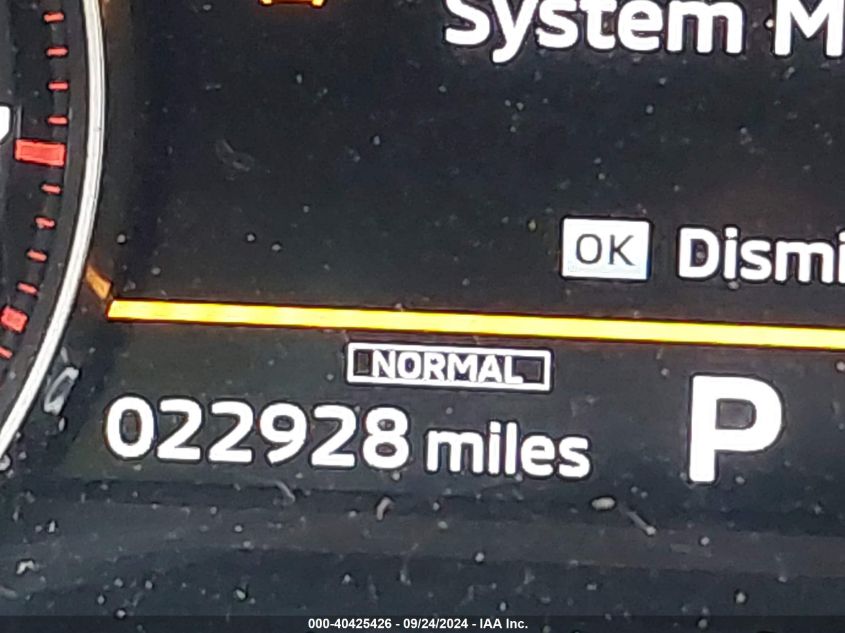 System M
OK Dismi
NORMAL
022928 miles P
000-40425426 - 09/24/2024 - IAA Inc.